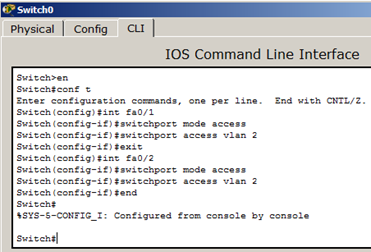 Switch0
Physical Config CLI
IOS Command Line Interface
Switch>en
Switch#conf t
Enter configuration commands, one per line.  End with CNTL/Z.
Switch(config)#int fa0/1
Switch(config-if)#switchport mode access
Switch(config-if)#switchport access vlan 2
Switch(config-if)#exit
Switch(config)#int fa0/2
Switch(config-if)#switchport mode access
Switch(config-if)#switchport access vlan 2
Switch(config-if)#end
Switch#
%SYS-5-CONFIG_I: Configured from console by console
Switch#